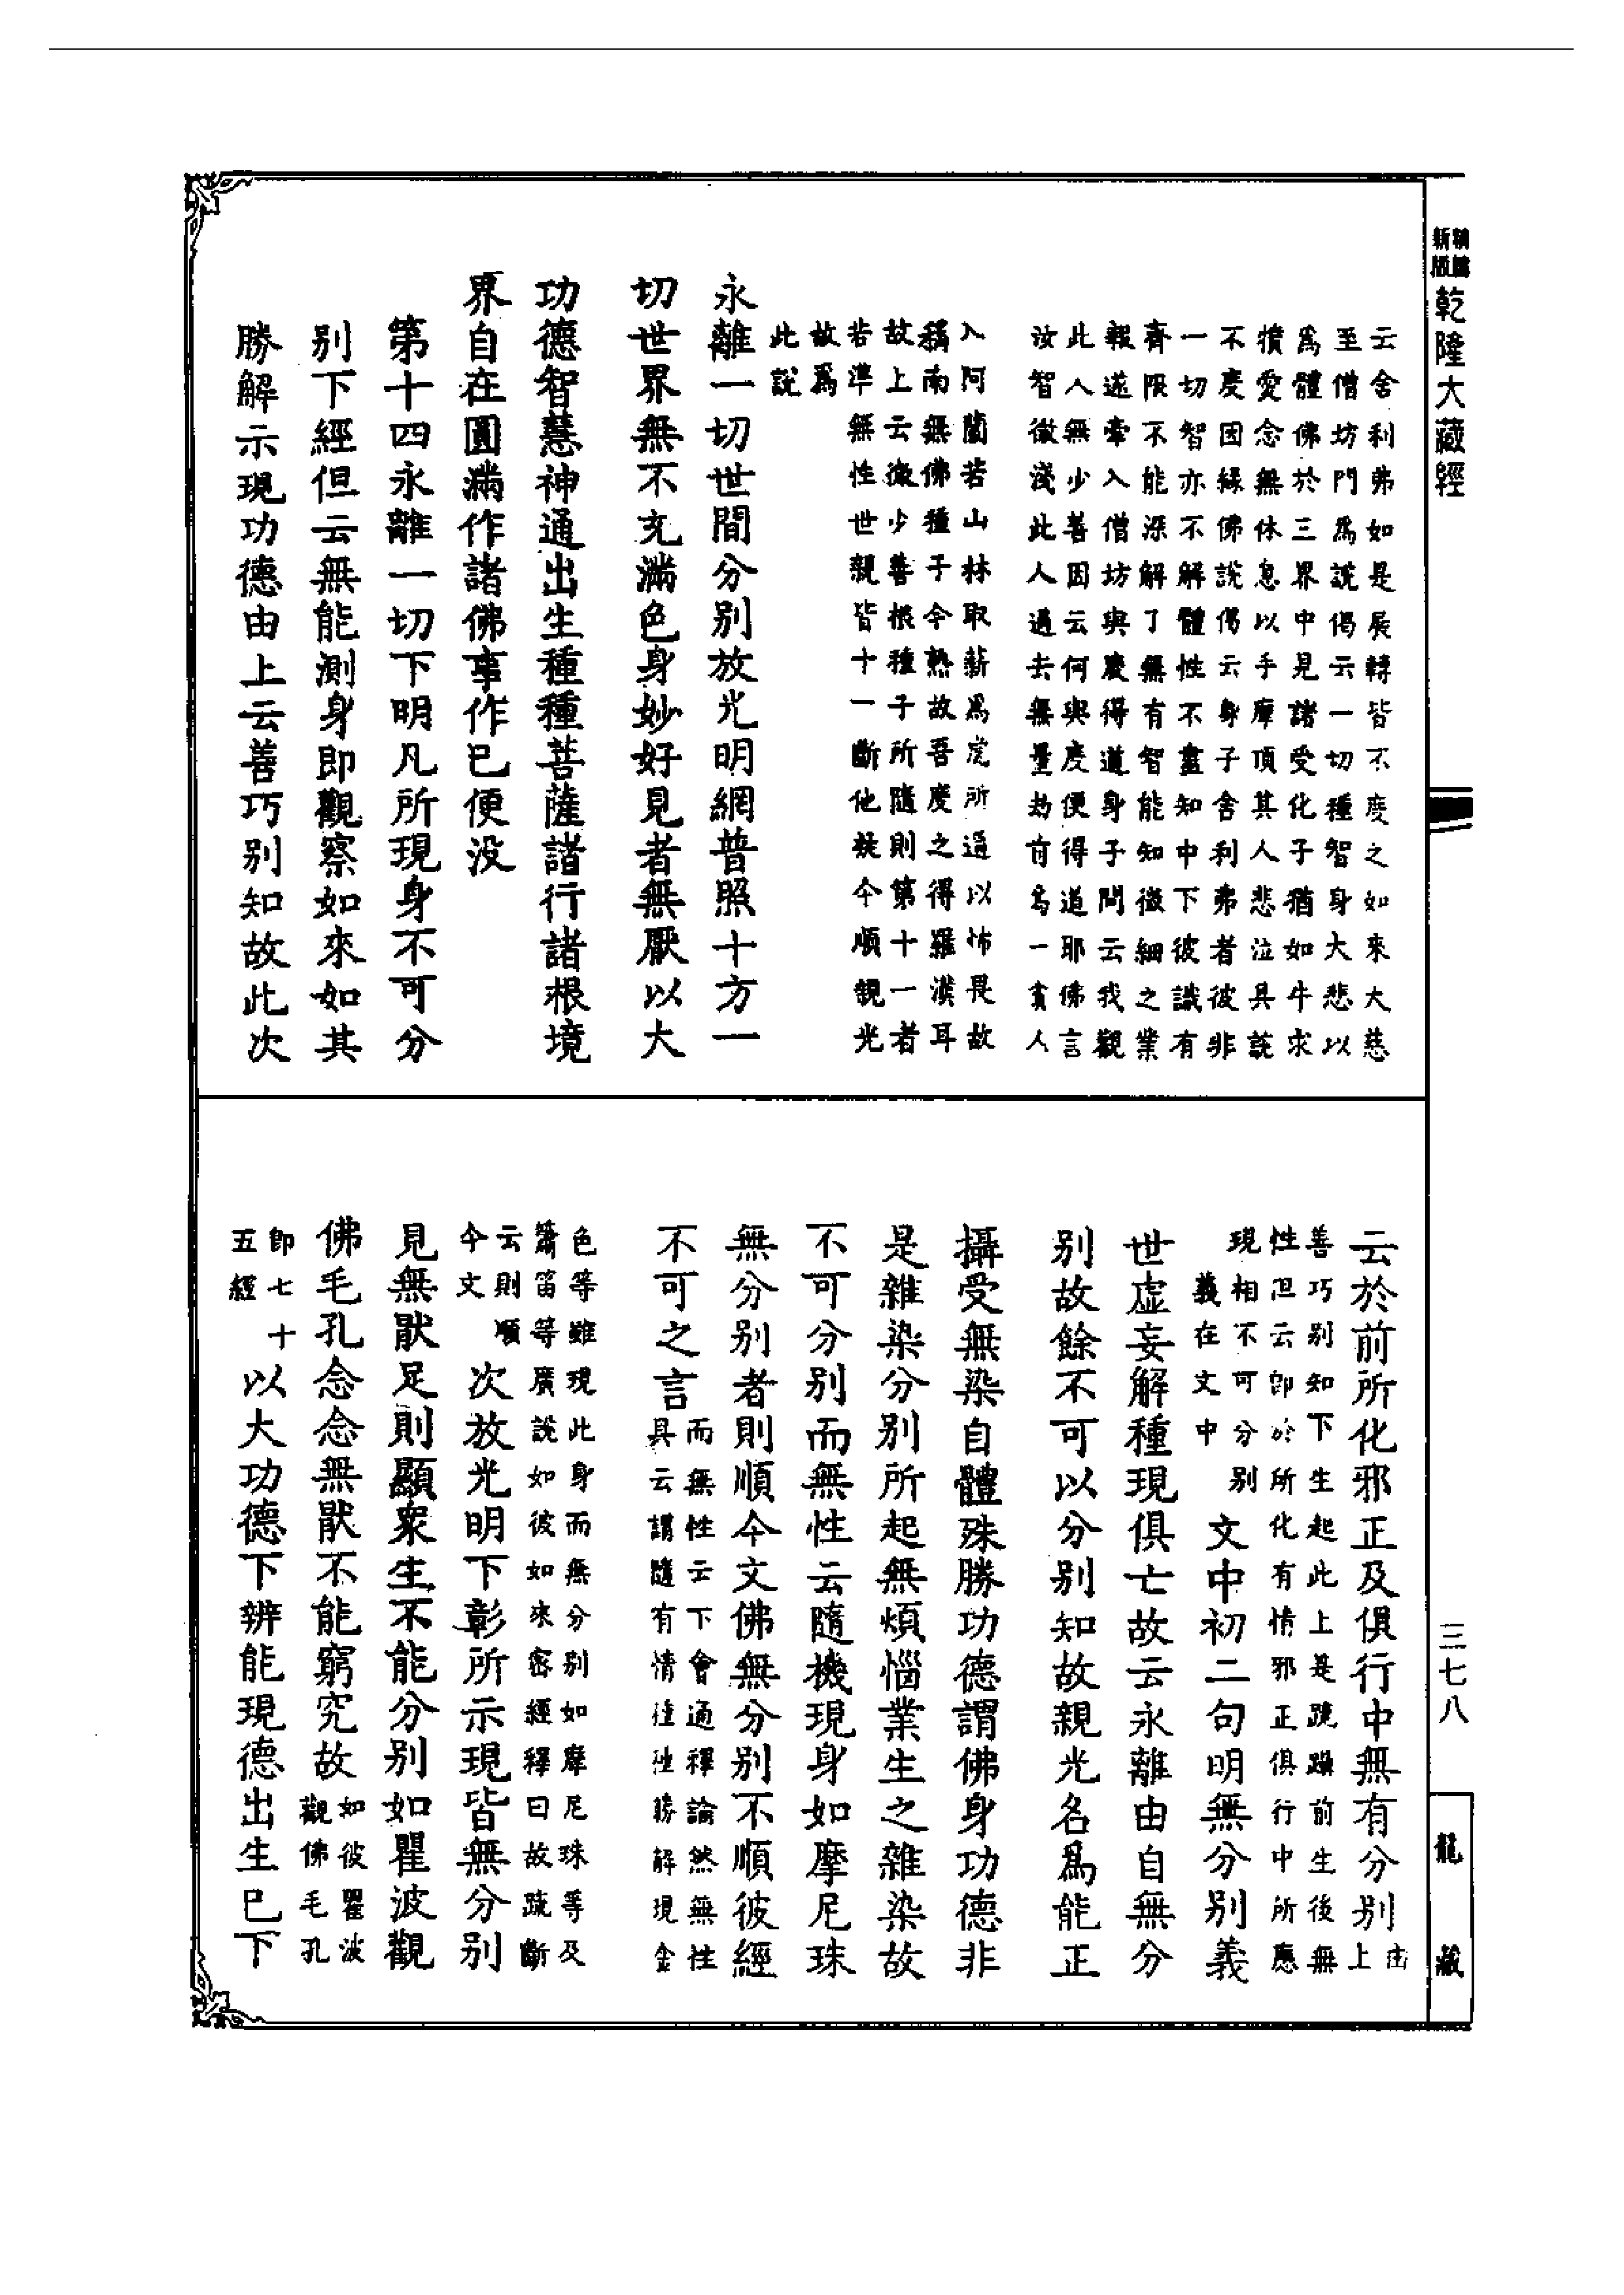 精編
新版
乾隆大藏經
三七八
龍藏
云舍利弗如是展轉皆不度之如來大慈
至僧坊門為說偈云一切種智身大悲以
為體佛於三界中見諸受化子猶如牛求
犢愛念無休息以手摩頂其人悲泣具說
不度因緣佛說偈云身子舍利弗者彼非
一切智亦不解體性不盡知中下彼識有
齊限不能深解了無有智能知微細之業
報遂牽入僧坊與度得道身子問云我觀
此人無少善因云何與度便得道耶佛言
汝智微淺此人過去無量劫前為一貧人
入阿蘭若山林取薪為虎所逼以怖畏故
稱南無佛種子今熟故吾度之得羅漢耳
故上云微少善根種子所隨則第十一者
若準無性世親皆十一斷他疑今順親光
故為
此說
永離一切世間分別放光明網普照十方一
切世界無不充滿色身妙好見者無厭以大
功德智慧神通出生種種菩薩諸行諸根境
界自在圓滿作諸佛事作已便沒
第十四永離一切下明凡所現身不可分
別下經但云無能測身即觀察如來如其
勝解示現功德由上云善巧別知故此次
云於前所化邪正及俱行中無有分別由上
善巧別知下生起此上是疏躡前生後無
性但云即於所化有情邪正俱行中所應
現相不可分別
義在文中
文中初二句明無分別義
世虛妄解種現俱亡故云永離由自無分
別故餘不可以分別知故親光名為能正
攝受無染自體殊勝功德謂佛身功德非
是雜染分別所起無煩惱業生之雜染故
不可分別而無性云隨機現身如摩尼珠
無分別者則順今文佛無分別不順彼經
不可之言
而無性云下會通釋論然無性
具云謂隨有情種種勝解現金
色等雖現此身而無分別如摩尼珠等及
簫笛等廣說如彼如來密經釋曰故疏斷
云則順
今文
次放光明下彰所示現皆無分別
見無猒足則顯眾生不能分別如瞿波觀
佛毛孔念念無猒不能窮究故
如彼瞿波
觀佛毛孔
即七十
五經
以大功德下辨能現德出生已下